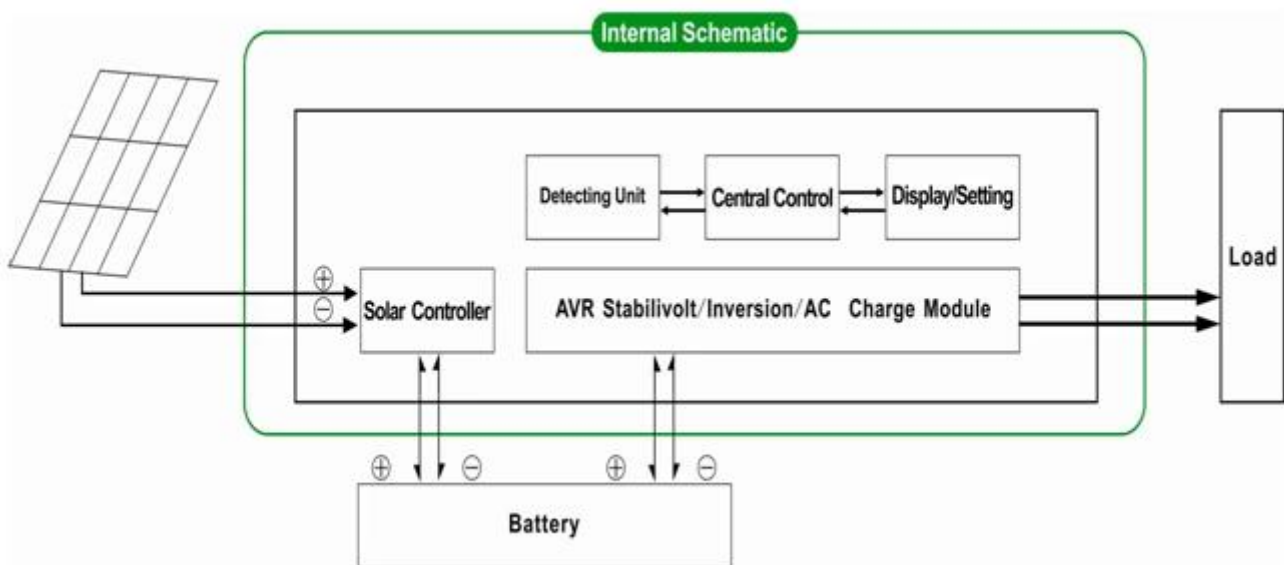 Internal Schematic
Detecting Unit
Central Control
Display/Setting
Load
⊕
⊖
Solar Controller
AVR Stabilivolt/Inversion/AC Charge Module
⊕ ⊖ ⊕ ⊖
Battery